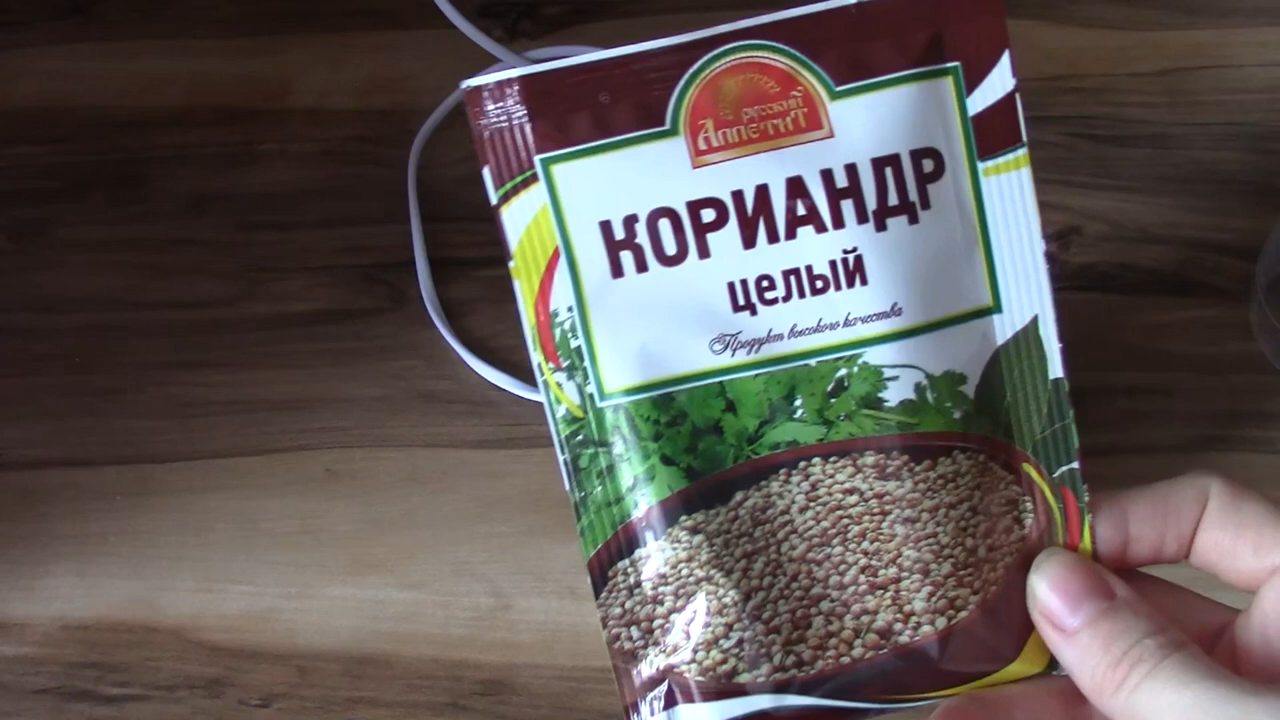 русский
Аппетит
КОРИАНДР
целый
Продукт высокого качества